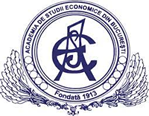 ACADEMIA DE STUDII ECONOMICE DIN BUCUREȘTI
Fondată 1913